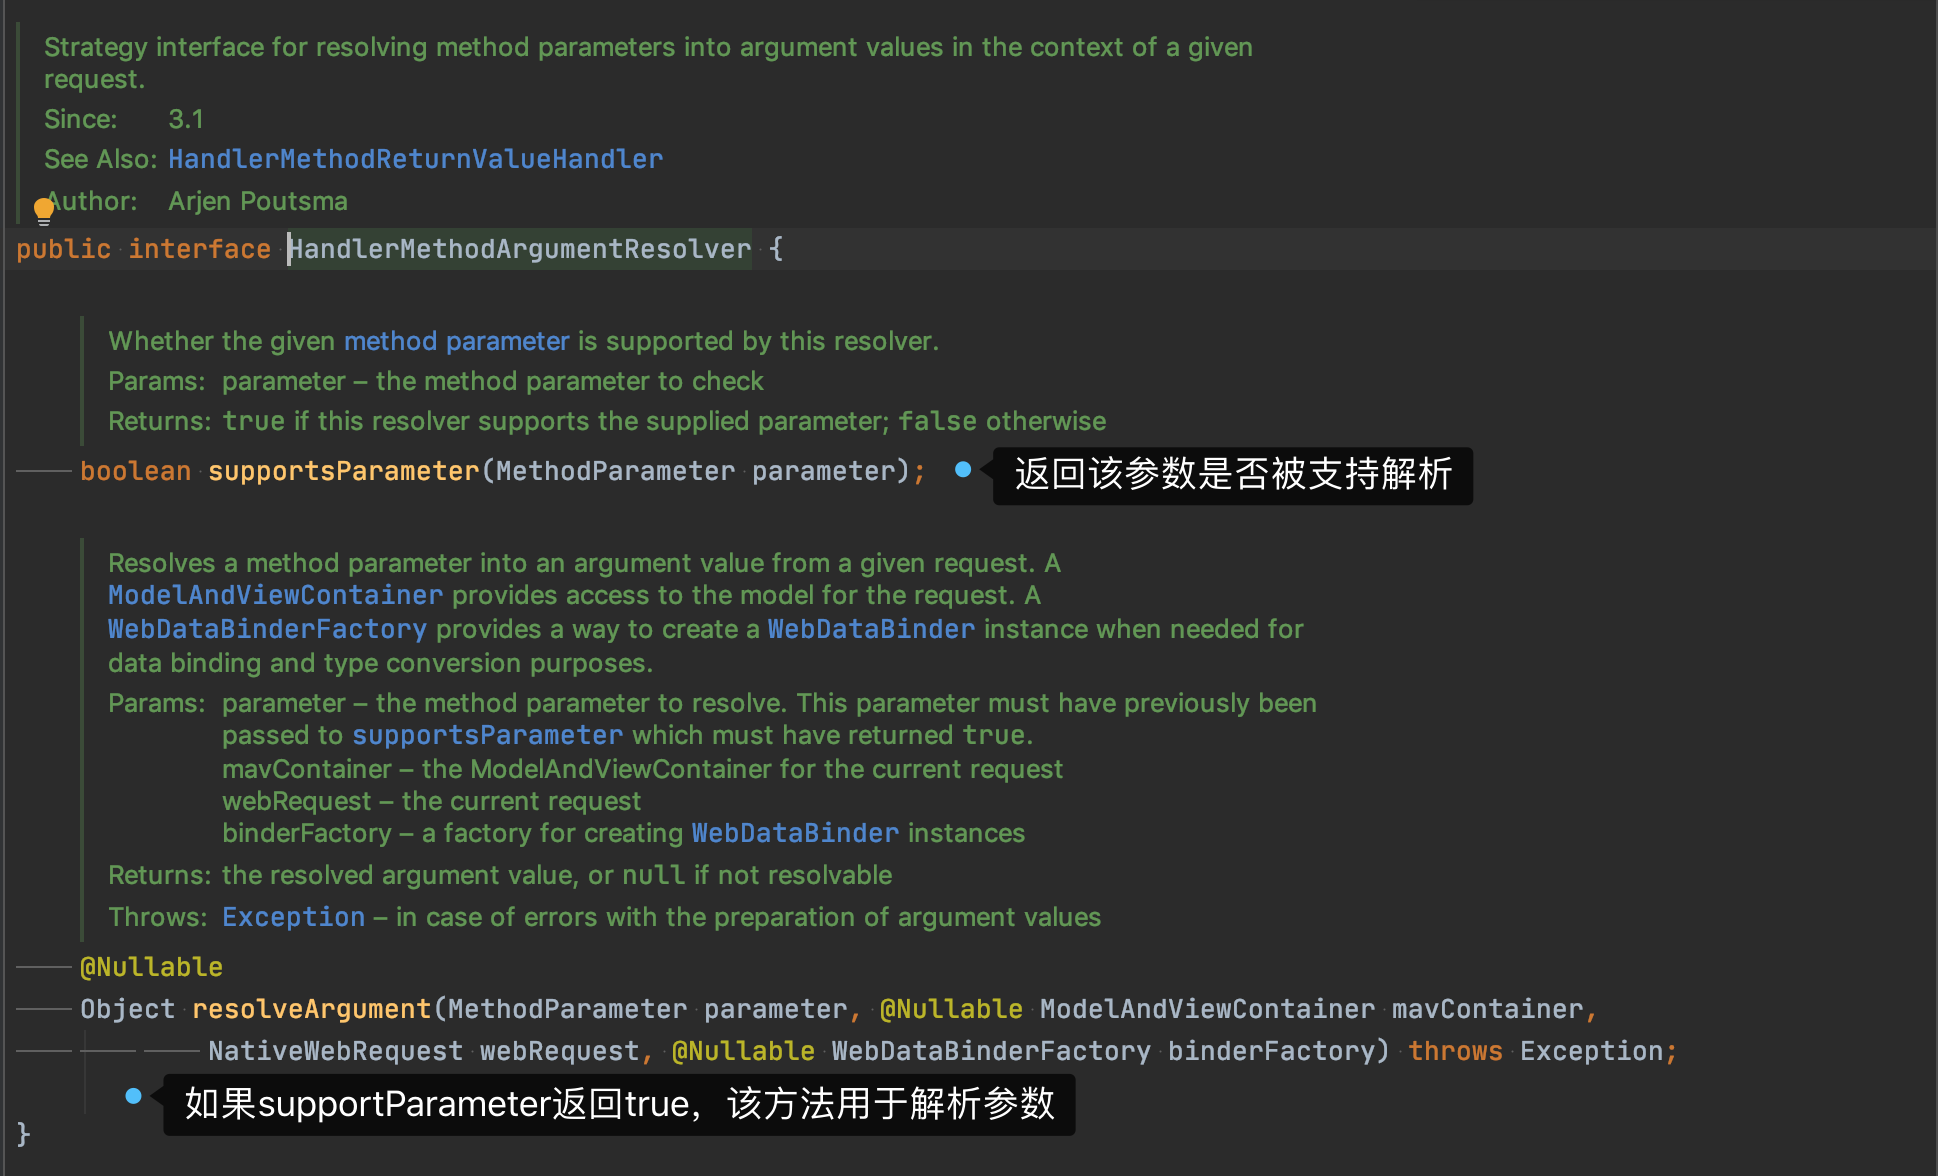 Strategy interface for resolving method parameters into argument values in the context of a given
request.
Since: 3.1
See Also: HandlerMethodReturnValueHandler
Author: Arjen Poutsma
public interface HandlerMethodArgumentResolver {
Whether the given method parameter is supported by this resolver.
Params: parameter – the method parameter to check
Returns: true if this resolver supports the supplied parameter; false otherwise
boolean supportsParameter(MethodParameter parameter); 返回该参数是否被支持解析
Resolves a method parameter into an argument value from a given request. A
ModelAndViewContainer provides access to the model for the request. A
WebDataBinderFactory provides a way to create a WebDataBinder instance when needed for
data binding and type conversion purposes.
Params: parameter – the method parameter to resolve. This parameter must have previously been
passed to supportsParameter which must have returned true.
mavContainer – the ModelAndViewContainer for the current request
webRequest – the current request
binderFactory – a factory for creating WebDataBinder instances
Returns: the resolved argument value, or null if not resolvable
Throws: Exception – in case of errors with the preparation of argument values
@Nullable
Object resolveArgument(MethodParameter parameter, @Nullable ModelAndViewContainer mavContainer,
NativeWebRequest webRequest, @Nullable WebDataBinderFactory binderFactory) throws Exception;
如果supportParameter返回true，该方法用于解析参数
}